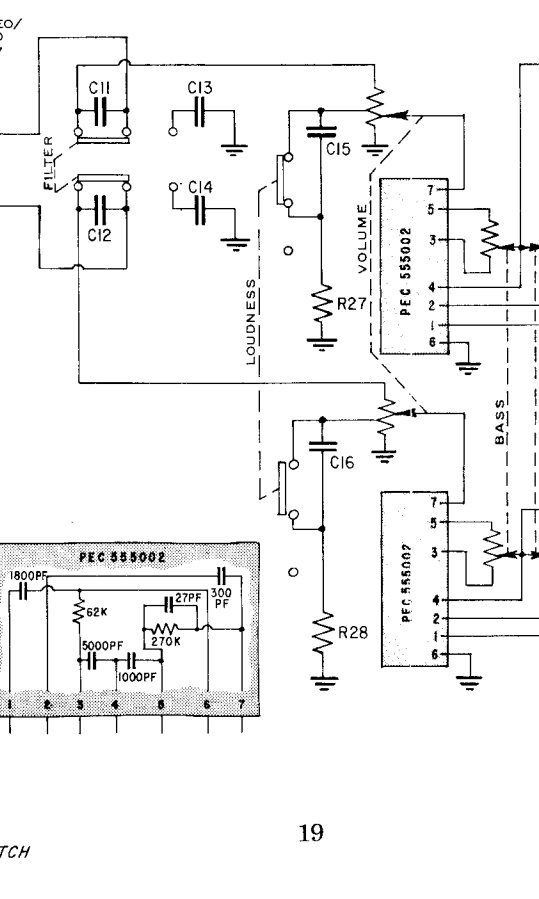 EO/
C11
C13
C15
FILTER
C12
C14
VOLUME
LOUDNESS
R27
PEC 555002
7
5
3
4
2
1
6
BASS
C16
R28
PEC 555002
7
5
3
4
2
1
6
PEC 555002
1800PF
62K
27PF
300
PF
270K
5000PF
1000PF
1 2 3 4 5 6 7
19
TCH